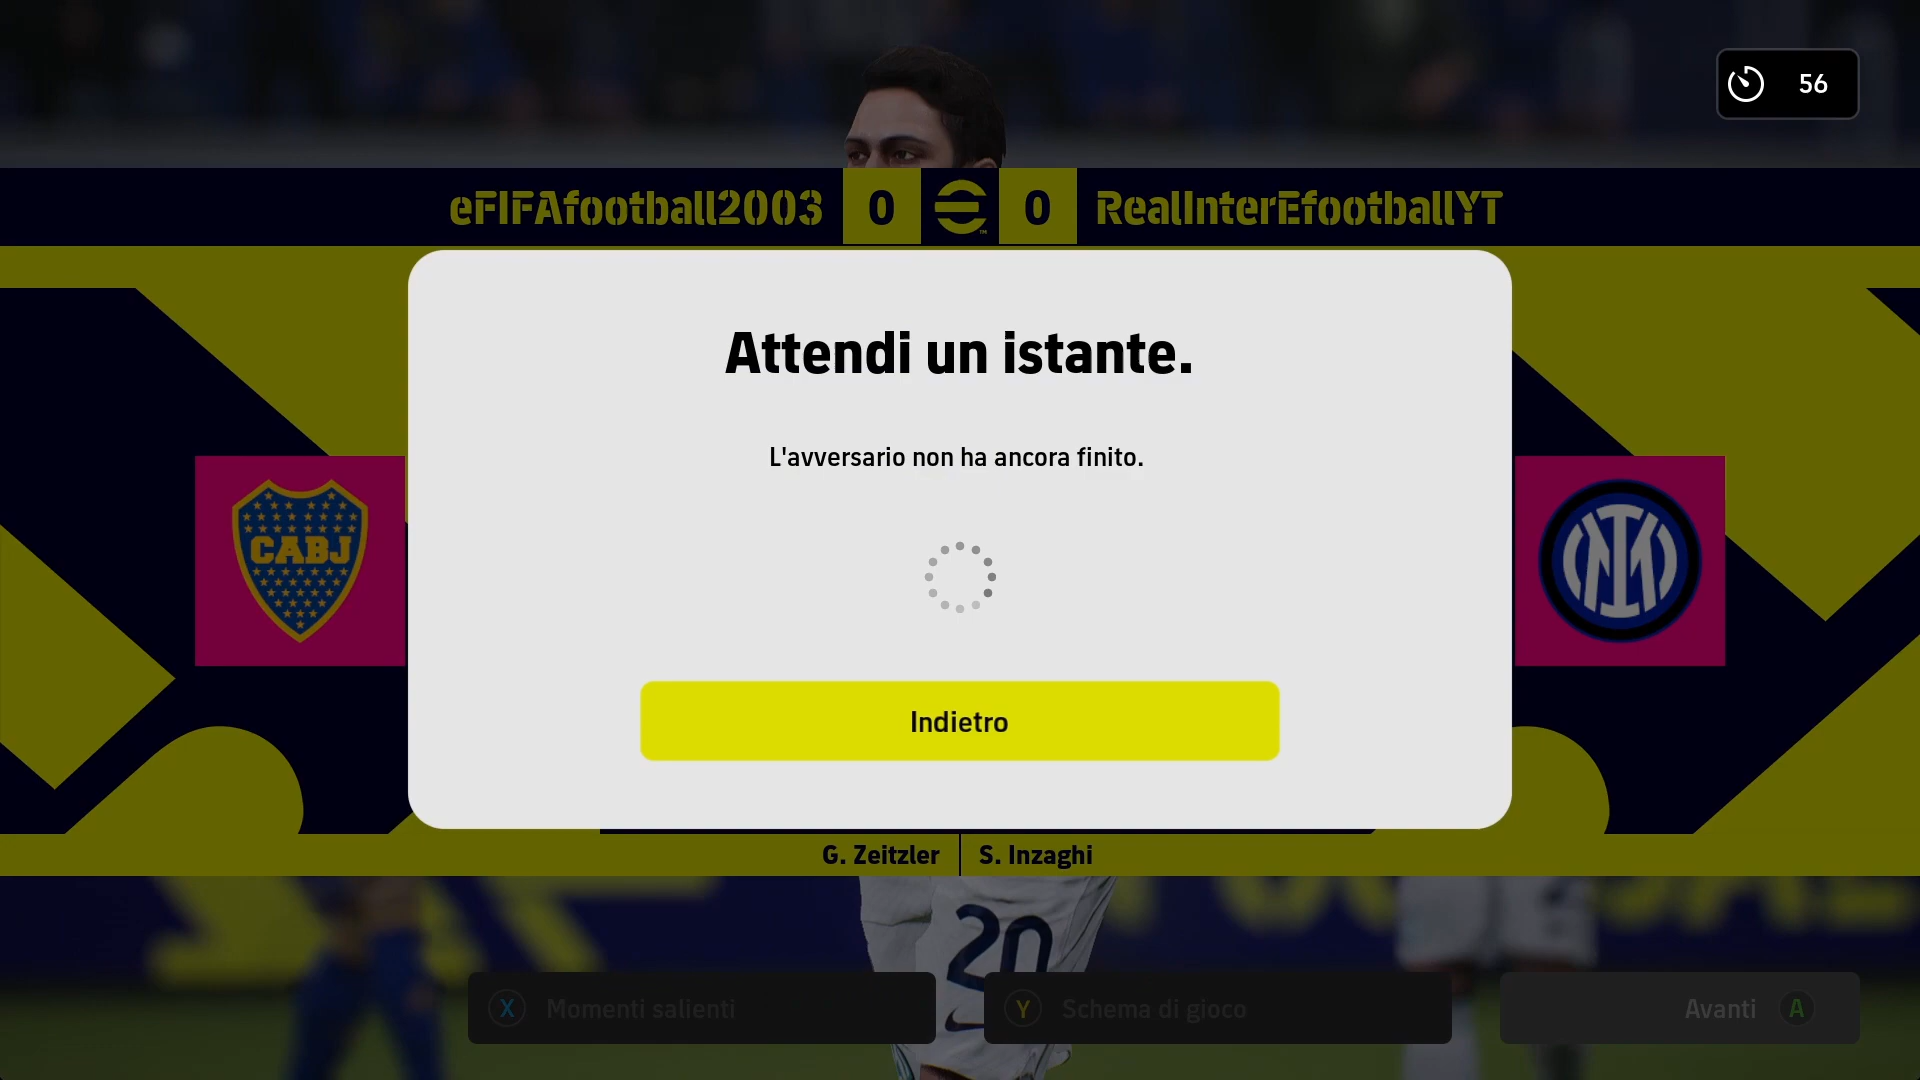 56
eFIFAfootball2003 0 0 RealInterEfootballYT
Attendi un istante.
L'avversario non ha ancora finito.
CABJ
Indietro
G. Zeitzler S. Inzaghi
20
X Momenti salienti
Y Schema di gioco
Avanti A